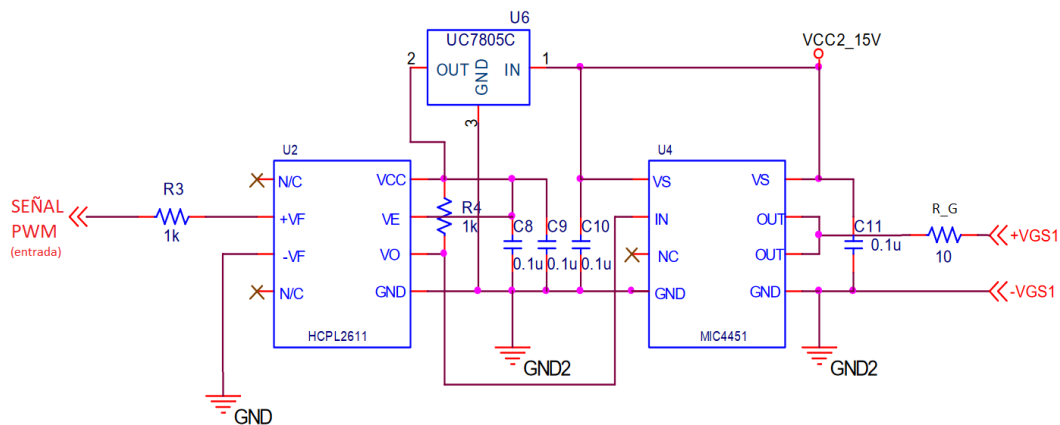 U6
UC7805C
VCC2_15V
2
OUT
GND
IN
1
3
U2
U4
N/C
VCC
VS
VS
R3
SEÑAL
PWM
(entrada)
1k
+VF
VE
R4
1k
C8
C9
C10
IN
OUT
C11
R_G
+VGS1
-VF
VO
0.1u
0.1u
0.1u
NC
OUT
0.1u
10
N/C
GND
GND
GND
-VGS1
HCPL2611
MIC4451
GND2
GND2
GND